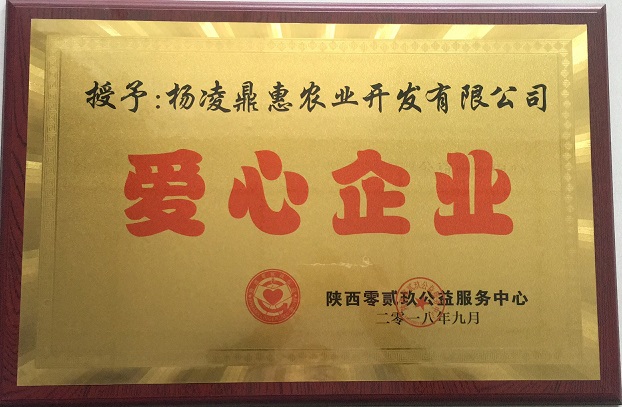 授予:杨凌鼎惠农业开发有限公司
爱心企业
陕西零贰玖公益服务中心
二零一八年九月